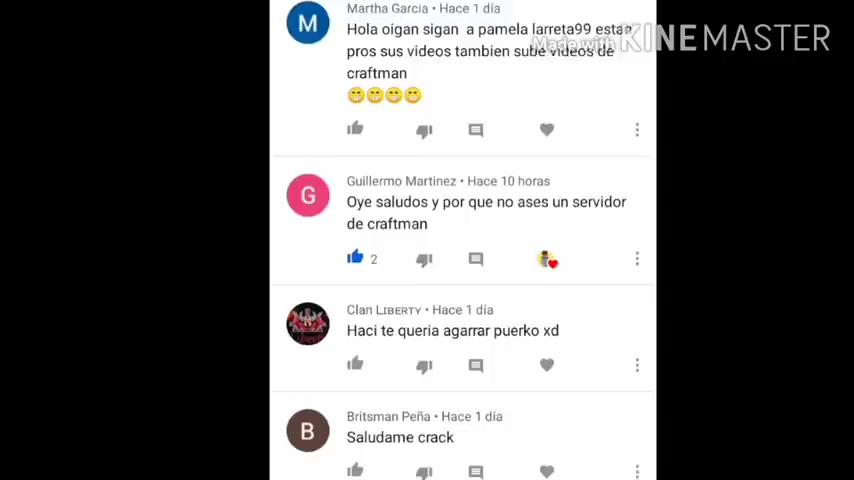 Martha Garcia • Hace 1 día
Hola oigan sigan a pamela larreta99 estan
pros sus videos tambien sube videos de
craftman
Made with KINEMASTER
M
Guillermo Martinez • Hace 10 horas
Oye saludos y por que no ases un servidor
de craftman
G
2
Clan LIBERTY • Hace 1 día
Haci te queria agarrar puerko xd
Britsman Peña • Hace 1 día
Saludame crack
B